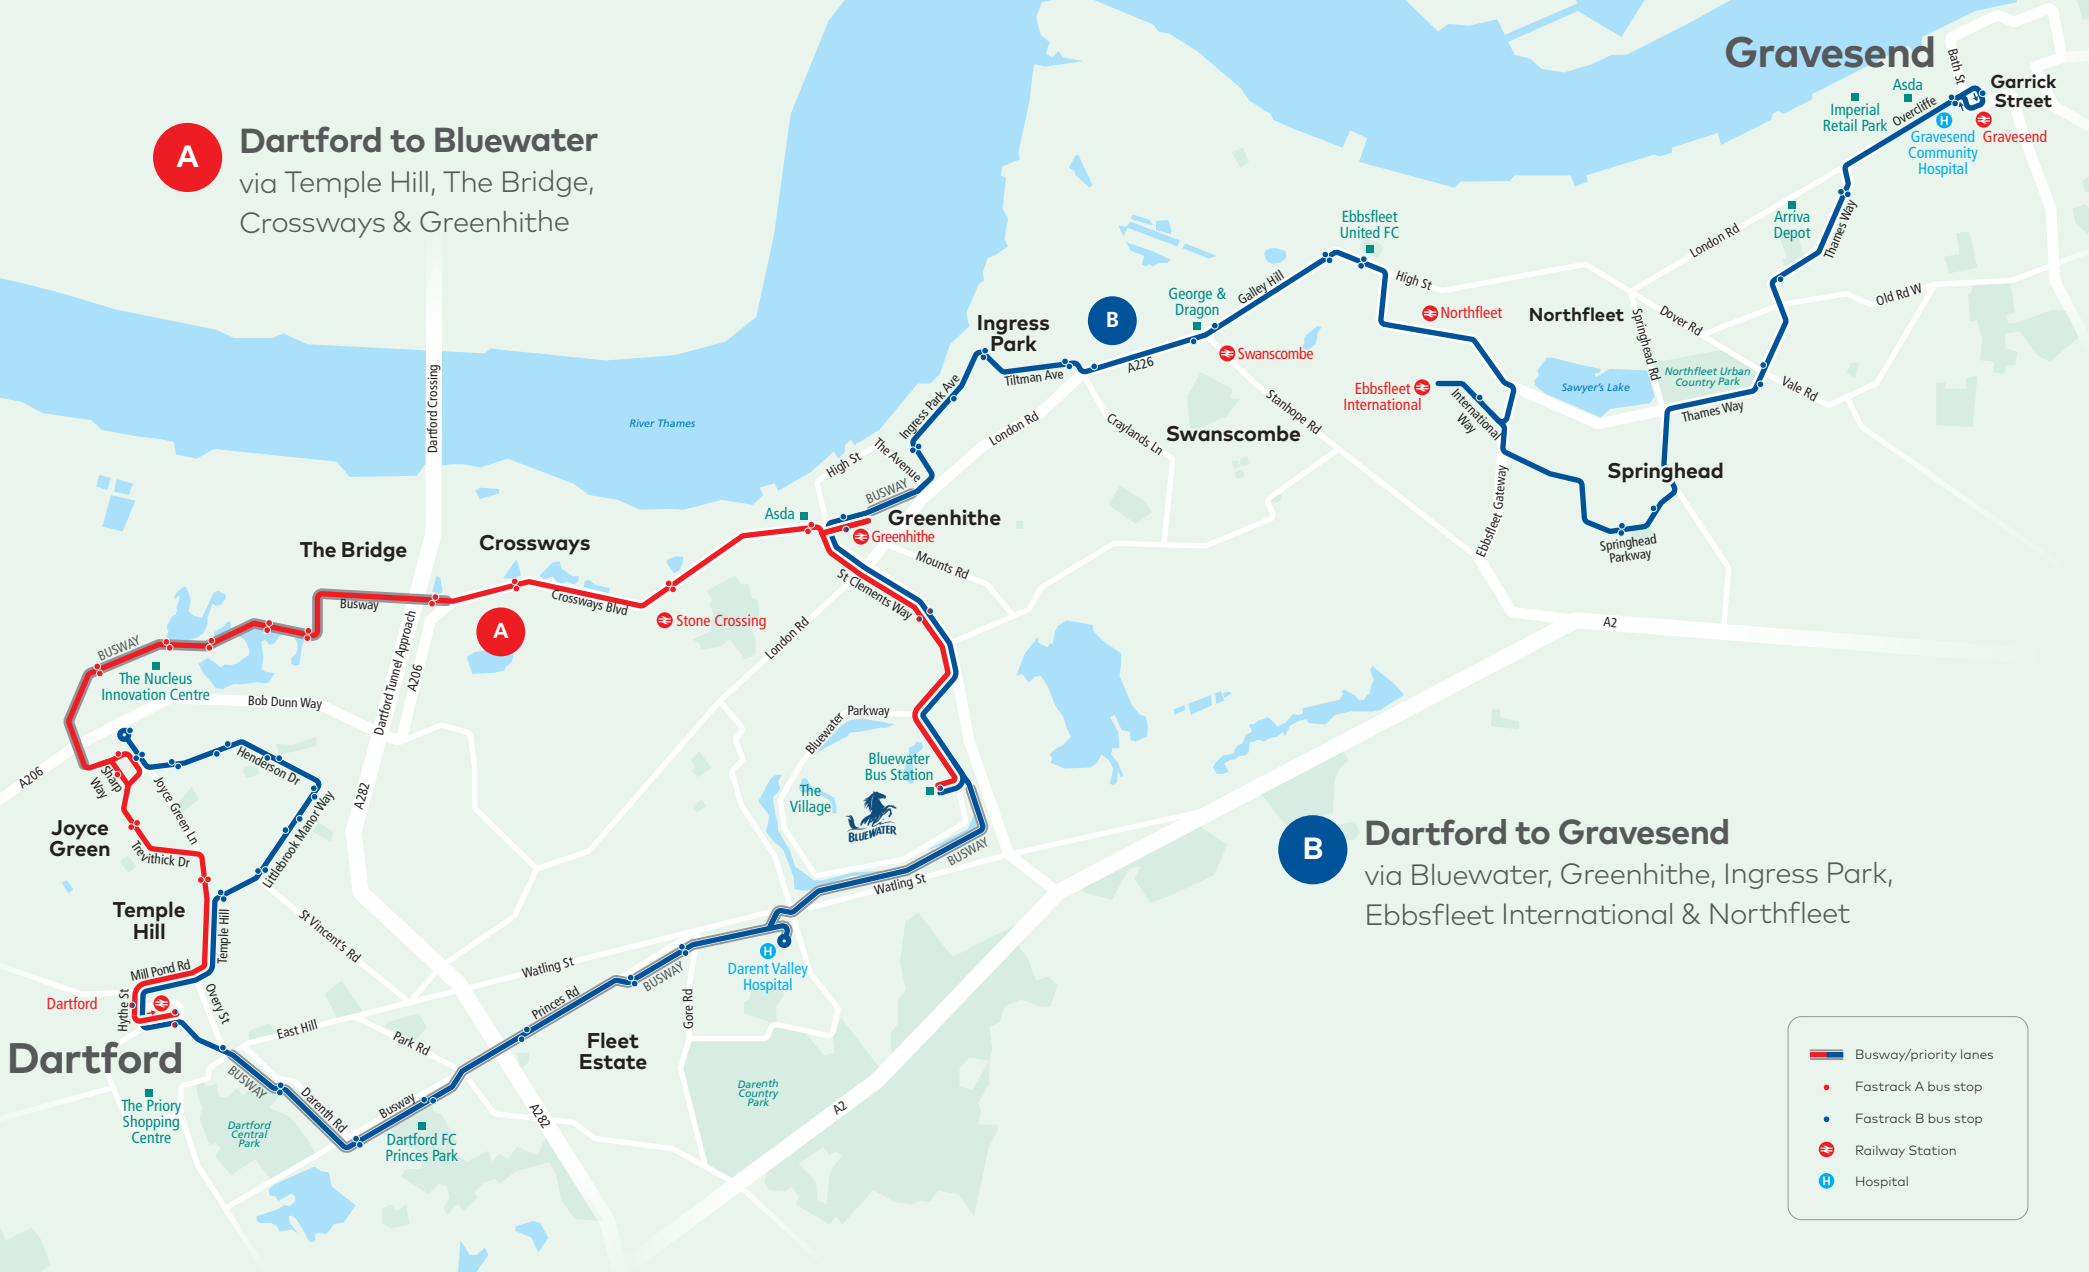 Gravesend
Bath St
Garrick
Street
Asda
Imperial
Retail Park
Overcliffe
Gravesend
Community
Hospital
Gravesend
A
Dartford to Bluewater
via Temple Hill, The Bridge,
Crossways & Greenhithe
Arriva
Depot
Thames Way
London Rd
Ebbsfleet
United FC
High St
Galley Hill
George &
Dragon
B
Ingress
Park
Northfleet
Northfleet
Dover Rd
Old Rd W
Springhead Rd
Swanscombe
A226
Tiltman Ave
Ingress Park Ave
Ebbsfleet
International
International
Way
Sawyer's Lake
Northfleet Urban
Country Park
Vale Rd
Thames Way
Stanhope Rd
Craylands Ln
Swanscombe
London Rd
The Avenue
High St
BUSWAY
River Thames
Dartford Crossing
Springhead
Ebbsfleet Gateway
Springhead
Parkway
Asda
Greenhithe
Greenhithe
Mounts Rd
St Clements Way
Crossways
The Bridge
Busway
Crossways Blvd
Stone Crossing
A
London Rd
A2
BUSWAY
The Nucleus
Innovation Centre
Bob Dunn Way
Dartford Tunnel Approach
A206
A206
Sharp
Way
Joyce Green Ln
Henderson Dr
Littlebrook Manor Way
A282
Joyce
Green
Trevithick Dr
Bluewater
Parkway
Bluewater
Bus Station
The
Village
BLUEWATER
BUSWAY
Watling St
B
Dartford to Gravesend
via Bluewater, Greenhithe, Ingress Park,
Ebbsfleet International & Northfleet
Temple
Hill
Temple Hill
St Vincent's Rd
Mill Pond Rd
Hythe St
Overy St
Dartford
Dartford
Watling St
Princes Rd
BUSWAY
H
Darent Valley
Hospital
Gore Rd
East Hill
Park Rd
Fleet
Estate
BUSWAY
Darenth Rd
Busway
A282
Darenth
Country
Park
A2
The Priory
Shopping
Centre
Dartford
Central
Park
Dartford FC
Princes Park
Busway/priority lanes
Fastrack A bus stop
Fastrack B bus stop
Railway Station
H
Hospital